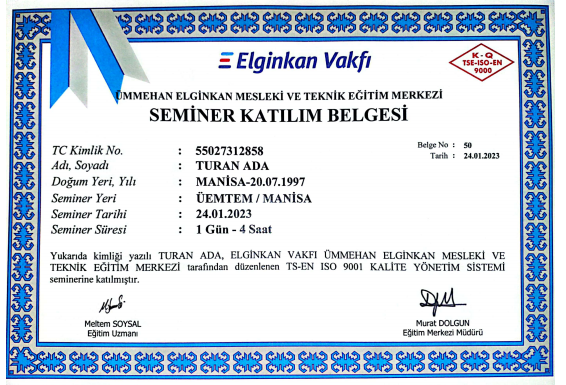 Elginkan Vakfı
K - Q
TSE-ISO-EN
9000
ÜMMEHAN ELGİNKAN MESLEKİ VE TEKNİK EĞİTİM MERKEZİ
SEMİNER KATILIM BELGESİ
Belge No : 50
Tarih : 24.01.2023
TC Kimlik No. : 55027312858
Adı, Soyadı : TURAN ADA
Doğum Yeri, Yılı : MANİSA-20.07.1997
Seminer Yeri : ÜEMTEM / MANİSA
Seminer Tarihi : 24.01.2023
Seminer Süresi : 1 Gün - 4 Saat
Yukarıda kimliği yazılı TURAN ADA, ELGİNKAN VAKFI ÜMMEHAN ELGİNKAN MESLEKİ VE
TEKNİK EĞİTİM MERKEZİ tarafından düzenlenen TS-EN ISO 9001 KALİTE YÖNETİM SİSTEMİ
seminerine katılmıştır.
Meltem SOYSAL
Eğitim Uzmanı
Murat DOLGUN
Eğitim Merkezi Müdürü